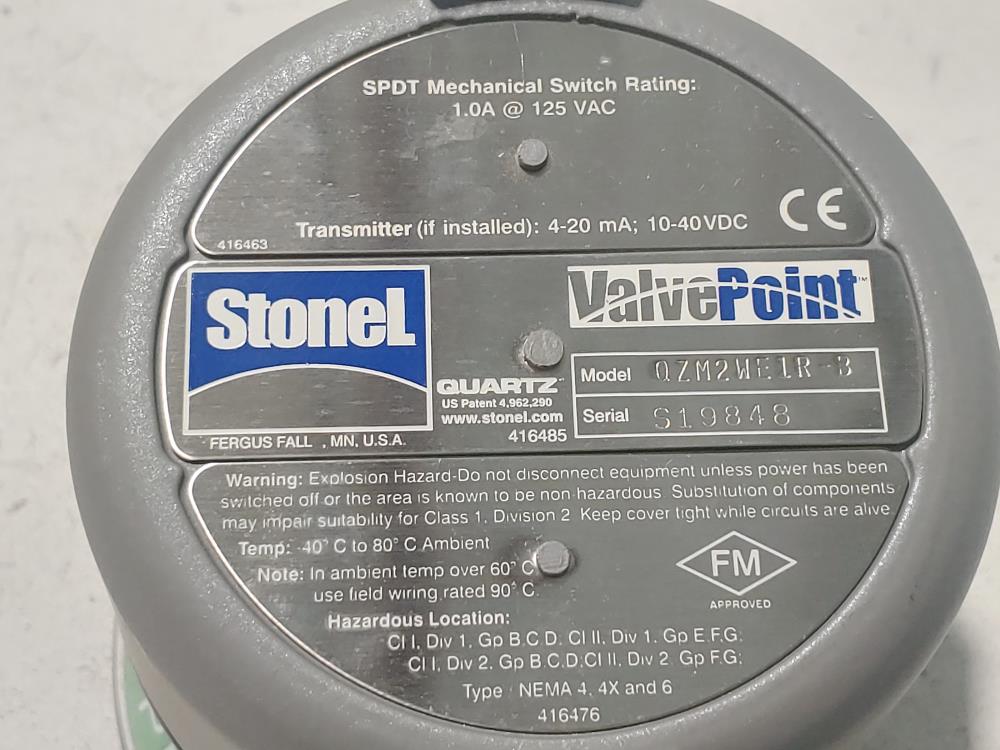 SPDT Mechanical Switch Rating:
1.0A @ 125 VAC
Transmitter (if installed): 4-20 mA; 10-40VDC
CE
416463
StoneL
ValvePoint™
QUARTZ™
US Patent 4,962,290
www.stonel.com
416485
Model QZM2WE1R-3
Serial S19848
FERGUS FALL , MN, U.S.A.
Warning: Explosion Hazard-Do not disconnect equipment unless power has been
switched off or the area is known to be non-hazardous Substitution of components
may impair suitability for Class 1, Division 2 Keep cover tight while circuits are alive
Temp: -40° C to 80° C Ambient
Note: In ambient temp over 60° C
use field wiring rated 90° C.
FM
APPROVED
Hazardous Location:
Cl I, Div 1, Gp B.C.D. Cl II, Div 1. Gp E.F.G:
Cl I, Div 2, Gp B.C.D;Cl II, Div 2 Gp F.G:
Type NEMA 4, 4X and 6
416476